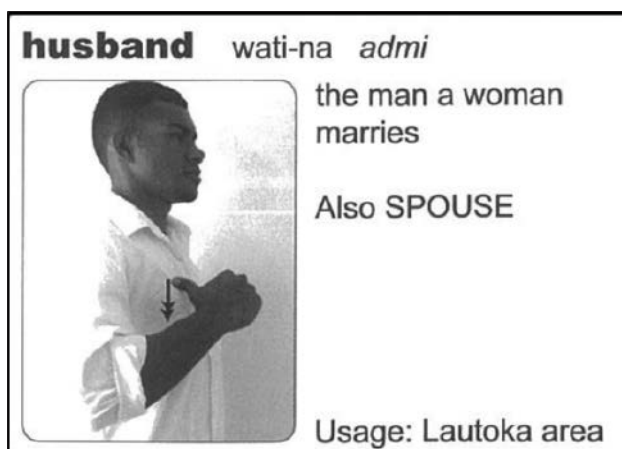 husband wati-na admi
the man a woman
marries
Also SPOUSE
Usage: Lautoka area